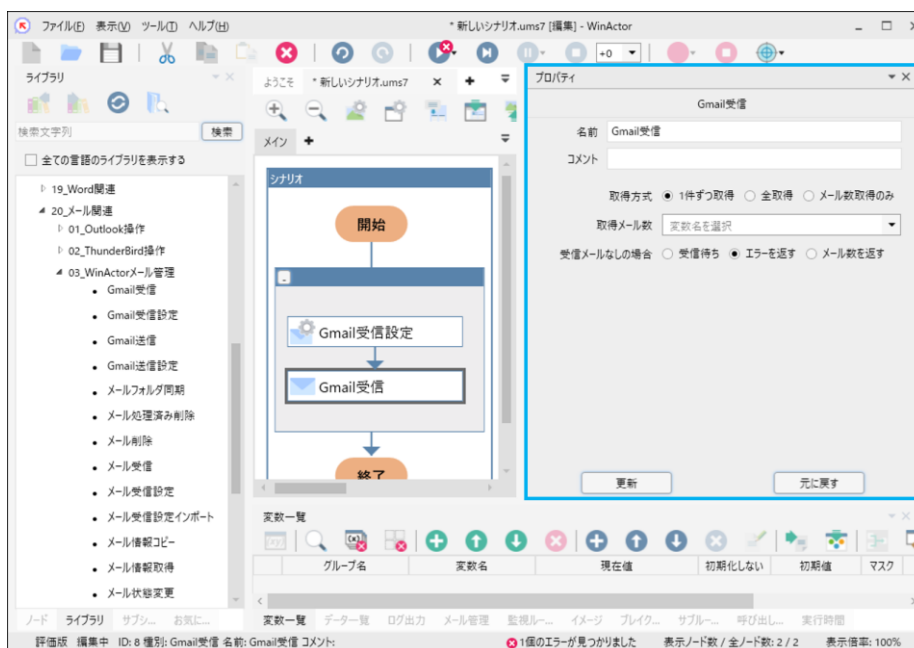 ファイル(F) 表示(V) ツール(T) ヘルプ(H)
* 新しいシナリオ.ums7 [編集] - WinActor
+0
ライブラリ
検索文字列 検索
全ての言語のライブラリを表示する
19_Word関連
20_メール関連
01_Outlook操作
02_ThunderBird操作
03_WinActorメール管理
Gmail受信
Gmail受信設定
Gmail送信
Gmail送信設定
メールフォルダ同期
メール処理済み削除
メール削除
メール受信
メール受信設定
メール受信設定インポート
メール情報コピー
メール情報取得
メール状態変更
ノード ライブラリ サブシ... お気に...
ようこそ * 新しいシナリオ.ums7
メイン
シナリオ
開始
Gmail受信設定
Gmail受信
終了
プロパティ
Gmail受信
名前 Gmail受信
コメント
取得方式 1件ずつ取得 全取得 メール数取得のみ
取得メール数 変数名を選択
受信メールなしの場合 受信待ち エラーを返す メール数を返す
更新 元に戻す
変数一覧
グループ名 変数名 現在値 初期化しない 初期値 マスク
変数一覧 データ一覧 ログ出力 メール管理 監視ルー... イメージ ブレイク... サブルー... 呼び出し... 実行時間
評価版 編集中 ID: 8 種別: Gmail受信 名前: Gmail受信 コメント:
1個のエラーが見つかりました 表示ノード数 / 全ノード数: 2 / 2 表示倍率: 100%